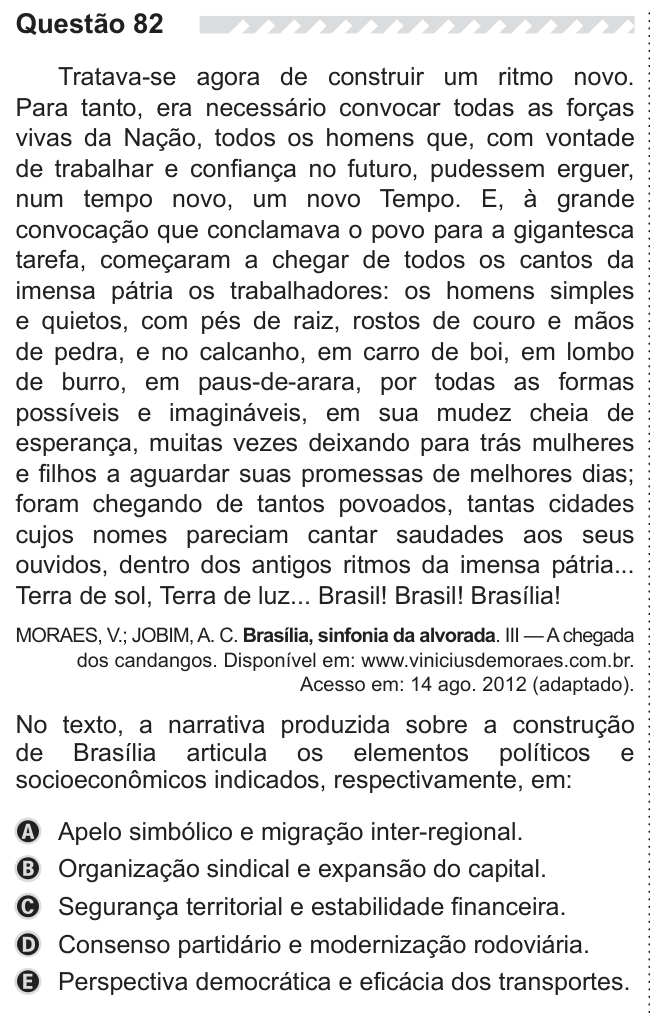 Questão 82
Tratava-se agora de construir um ritmo novo.
Para tanto, era necessário convocar todas as forças
vivas da Nação, todos os homens que, com vontade
de trabalhar e confiança no futuro, pudessem erguer,
num tempo novo, um novo Tempo. E, à grande
convocação que conclamava o povo para a gigantesca
tarefa, começaram a chegar de todos os cantos da
imensa pátria os trabalhadores: os homens simples
e quietos, com pés de raiz, rostos de couro e mãos
de pedra, e no calcanho, em carro de boi, em lombo
de burro, em paus-de-arara, por todas as formas
possíveis e imagináveis, em sua mudez cheia de
esperança, muitas vezes deixando para trás mulheres
e filhos a aguardar suas promessas de melhores dias;
foram chegando de tantos povoados, tantas cidades
cujos nomes pareciam cantar saudades aos seus
ouvidos, dentro dos antigos ritmos da imensa pátria...
Terra de sol, Terra de luz... Brasil! Brasil! Brasília!
MORAES, V.; JOBIM, A. C. Brasília, sinfonia da alvorada. III — A chegada
dos candangos. Disponível em: www.viniciusdemoraes.com.br.
Acesso em: 14 ago. 2012 (adaptado).
No texto, a narrativa produzida sobre a construção
de Brasília articula os elementos políticos e
socioeconômicos indicados, respectivamente, em:
A Apelo simbólico e migração inter-regional.
B Organização sindical e expansão do capital.
C Segurança territorial e estabilidade financeira.
D Consenso partidário e modernização rodoviária.
E Perspectiva democrática e eficácia dos transportes.